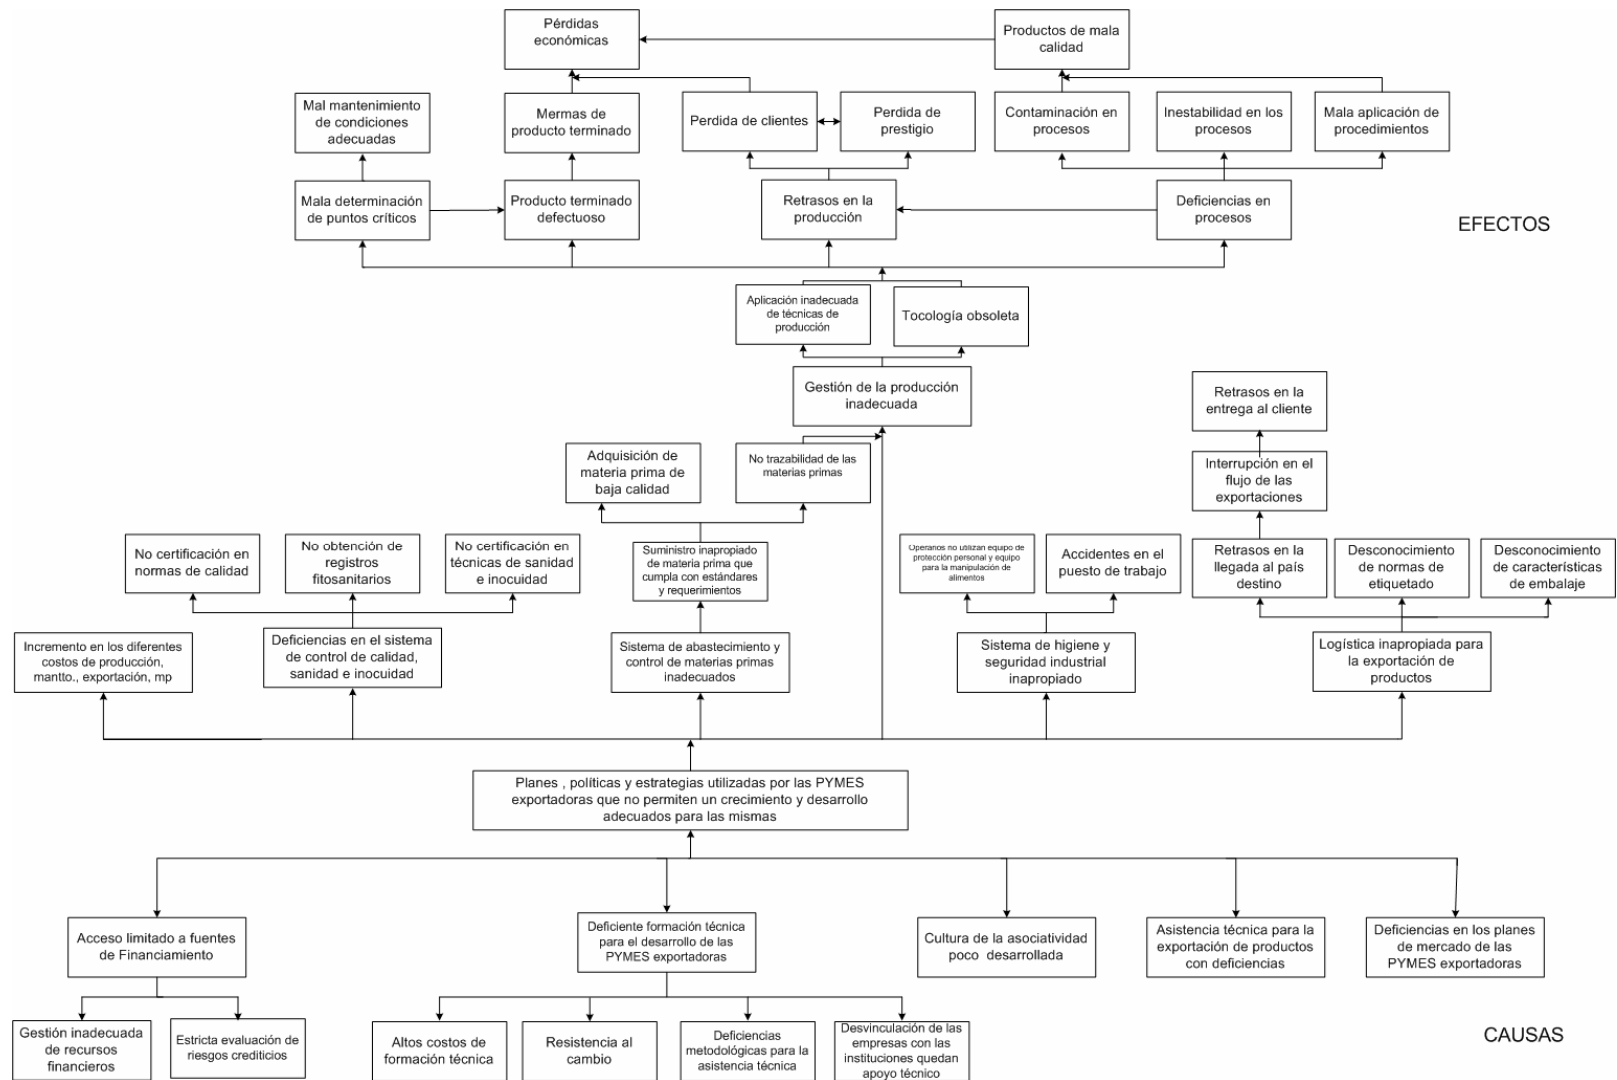 Pérdidas
económicas
Productos de mala
calidad
Mal mantenimiento
de condiciones
adecuadas
Mermas de
producto terminado
Perdida de clientes
Perdida de
prestigio
Contaminación en
procesos
Inestabilidad en los
procesos
Mala aplicación de
procedimientos
Mala determinación
de puntos críticos
Producto terminado
defectuoso
Retrasos en la
producción
Deficiencias en
procesos
EFECTOS
Aplicación inadecuada
de técnicas de
producción
Tocología obsoleta
Gestión de la producción
inadecuada
Retrasos en la
entrega al cliente
Adquisición de
materia prima de
baja calidad
No trazabilidad de las
materias primas
Interrupción en el
flujo de las
exportaciones
No certificación en
normas de calidad
No obtención de
registros
fitosanitarios
No certificación en
técnicas de sanidad
e inocuidad
Suministro inapropiado
de materia prima que
cumpla con estándares
y requerimientos
Operarios no utilizan equipo de
protección personal y equipo
para la manipulación de
alimentos
Accidentes en el
puesto de trabajo
Retrasos en la
llegada al país
destino
Desconocimiento
de normas de
etiquetado
Desconocimiento
de características
de embalaje
Incremento en los diferentes
costos de producción,
mantto., exportación, mp
Deficiencias en el sistema
de control de calidad,
sanidad e inocuidad
Sistema de abastecimiento y
control de materias primas
inadecuados
Sistema de higiene y
seguridad industrial
inapropiado
Logística inapropiada para
la exportación de
productos
Planes , políticas y estrategias utilizadas por las PYMES
exportadoras que no permiten un crecimiento y desarrollo
adecuados para las mismas
Acceso limitado a fuentes
de Financiamiento
Deficiente formación técnica
para el desarrollo de las
PYMES exportadoras
Cultura de la asociatividad
poco desarrollada
Asistencia técnica para la
exportación de productos
con deficiencias
Deficiencias en los planes
de mercado de las
PYMES exportadoras
Gestión inadecuada
de recursos
financieros
Estricta evaluación de
riesgos crediticios
Altos costos de
formación técnica
Resistencia al
cambio
Deficiencias
metodológicas para la
asistencia técnica
Desvinculación de las
empresas con las
instituciones quedan
apoyo técnico
CAUSAS